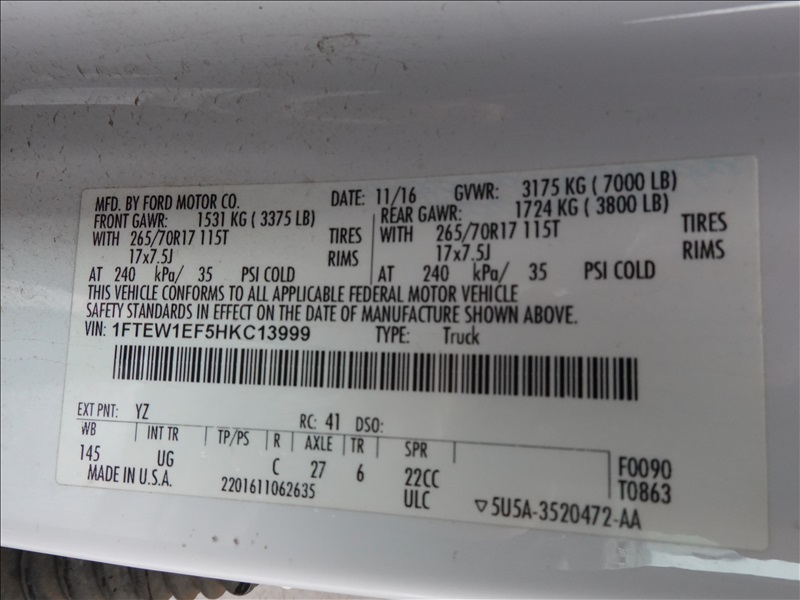 MFD. BY FORD MOTOR CO. DATE: 11/16 GVWR: 3175 KG ( 7000 LB)
FRONT GAWR: 1531 KG ( 3375 LB) REAR GAWR: 1724 KG ( 3800 LB)
WITH 265/70R17 115T TIRES WITH 265/70R17 115T TIRES
17x7.5J RIMS 17x7.5J RIMS
AT 240 kPa/ 35 PSI COLD AT 240 kPa/ 35 PSI COLD
THIS VEHICLE CONFORMS TO ALL APPLICABLE FEDERAL MOTOR VEHICLE
SAFETY STANDARDS IN EFFECT ON THE DATE OF MANUFACTURE SHOWN ABOVE.
VIN: 1FTEW1EF5HKC13999 TYPE: Truck
EXT PNT: YZ RC: 41 DSO:
WB INT TR TP/PS R AXLE TR SPR
145 UG C 27 6 22CC F0090
MADE IN U.S.A. 2201611062635 ULC T0863
▽5U5A-3520472-AA